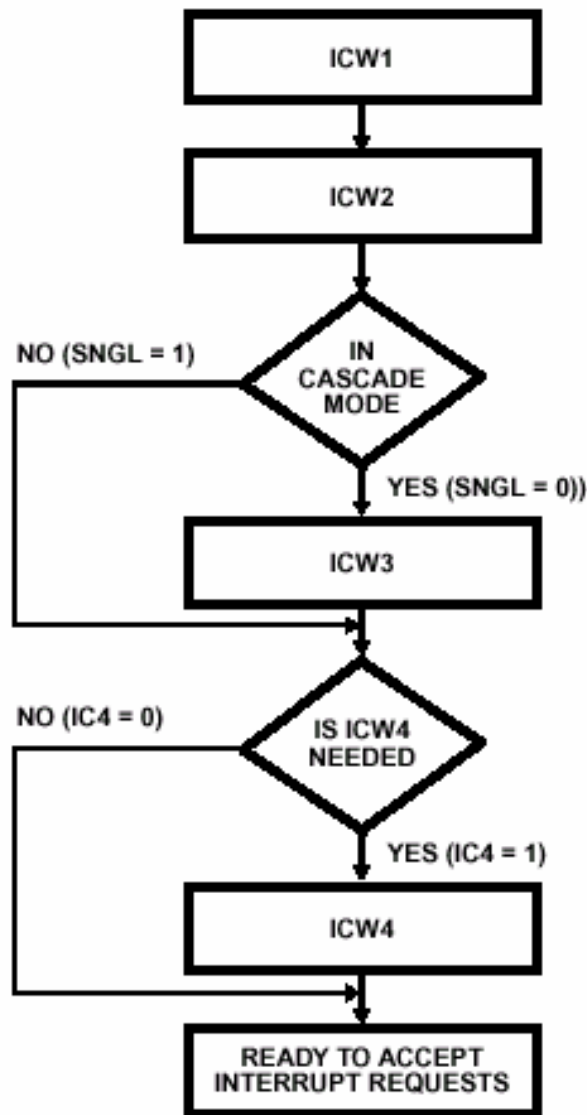 ICW1
ICW2
NO (SNGL = 1)
IN
CASCADE
MODE
YES (SNGL = 0))
ICW3
NO (IC4 = 0)
IS ICW4
NEEDED
YES (IC4 = 1)
ICW4
READY TO ACCEPT
INTERRUPT REQUESTS